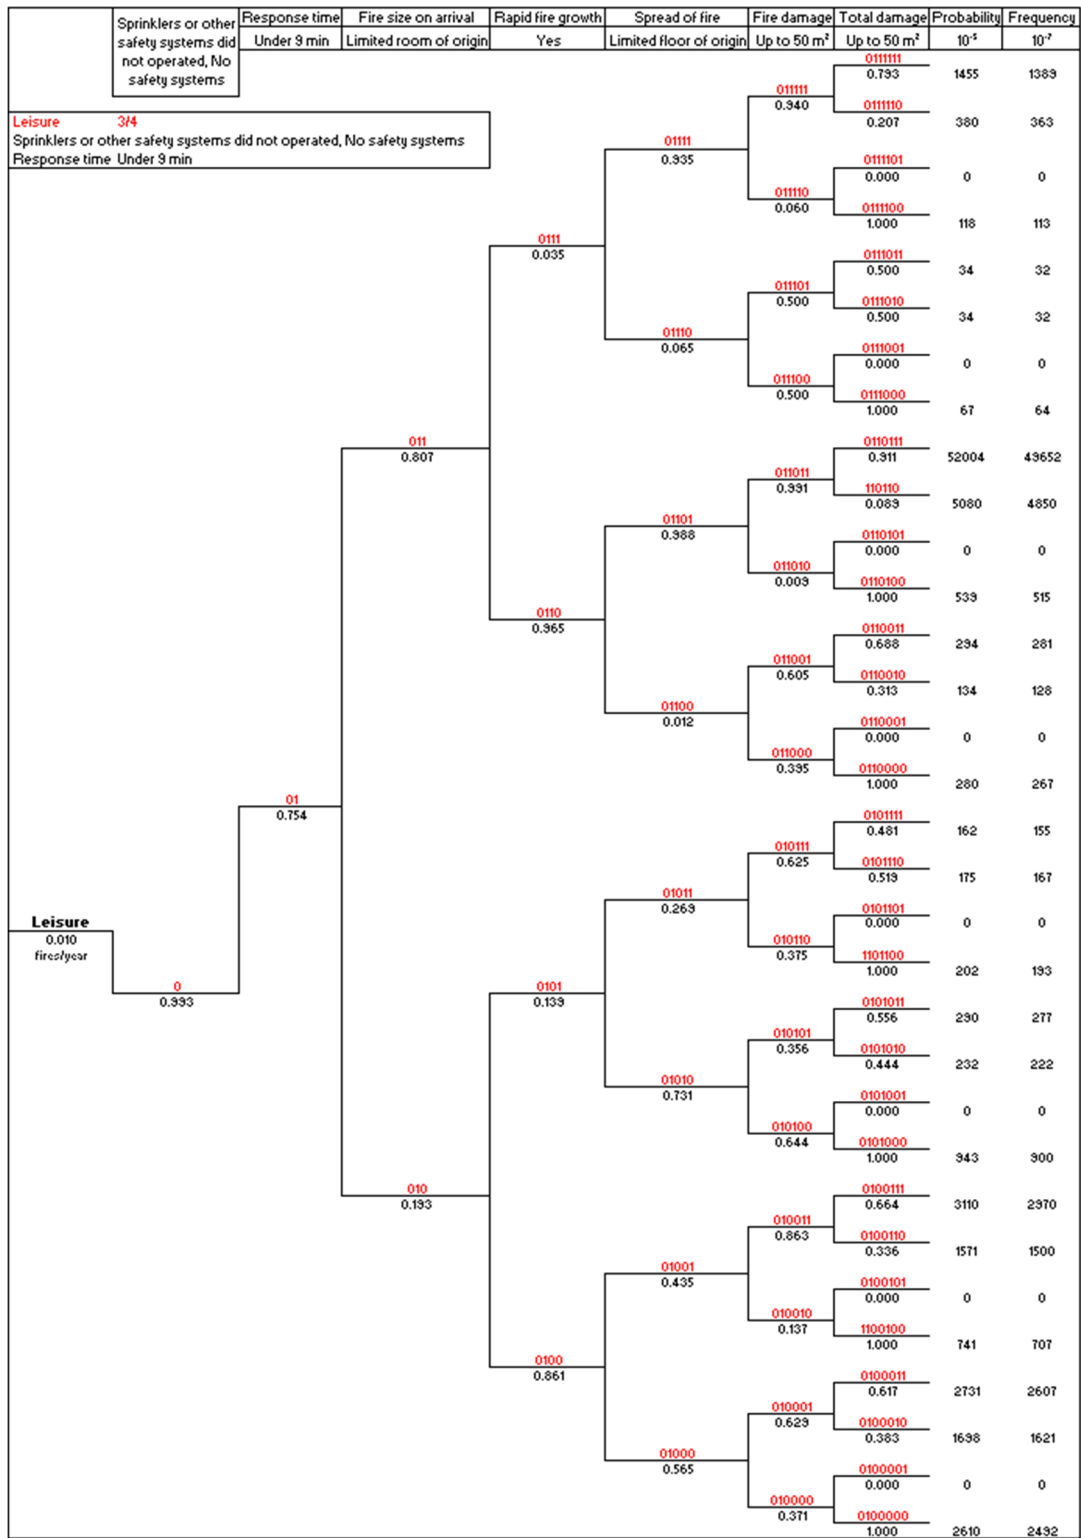 Sprinklers or other safety systems did not operated, No safety systems
Response time Fire size on arrival Rapid fire growth Spread of fire Fire damage Total damage Probability Frequency
Under 9 min Limited room of origin Yes Limited floor of origin Up to 50 m² Up to 50 m² 10⁻⁵ 10⁻⁷
Leisure 3/4
Sprinklers or other safety systems did not operated, No safety systems
Response time Under 9 min
0111111
0.793 1455 1389
011111
0.940
0111110
0.207 380 363
01111
0.935
0111101
0.000 0 0
011110
0.060
0111100
1.000 118 113
0111
0.035
0111011
0.500 34 32
011101
0.500
0111010
0.500 34 32
01110
0.065
0111001
0.000 0 0
011100
0.500
0111000
1.000 67 64
011
0.807
0110111
0.911 52004 49652
011011
0.991
110110
0.089 5080 4850
01101
0.988
0110101
0.000 0 0
011010
0.009
0110100
1.000 539 515
0110
0.965
0110011
0.688 294 281
011001
0.605
0110010
0.313 134 128
01100
0.012
0110001
0.000 0 0
011000
0.395
0110000
1.000 280 267
01
0.754
0101111
0.481 162 155
010111
0.625
0101110
0.519 175 167
01011
0.269
0101101
0.000 0 0
Leisure
0.010
fires/year
010110
0.375
1101100
1.000 202 193
0
0.993
0101
0.139
0101011
0.556 290 277
010101
0.356
0101010
0.444 232 222
01010
0.731
0101001
0.000 0 0
010100
0.644
0101000
1.000 943 900
010
0.193
0100111
0.664 3110 2970
010011
0.863
0100110
0.336 1571 1500
01001
0.435
0100101
0.000 0 0
010010
0.137
1100100
1.000 741 707
0100
0.861
0100011
0.617 2731 2607
010001
0.629
0100010
0.383 1698 1621
01000
0.565
0100001
0.000 0 0
010000
0.371
0100000
1.000 2610 2492